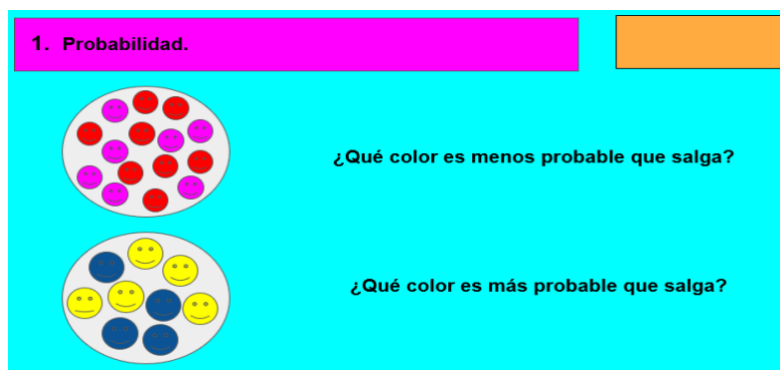 1. Probabilidad.
¿Qué color es menos probable que salga?
¿Qué color es más probable que salga?